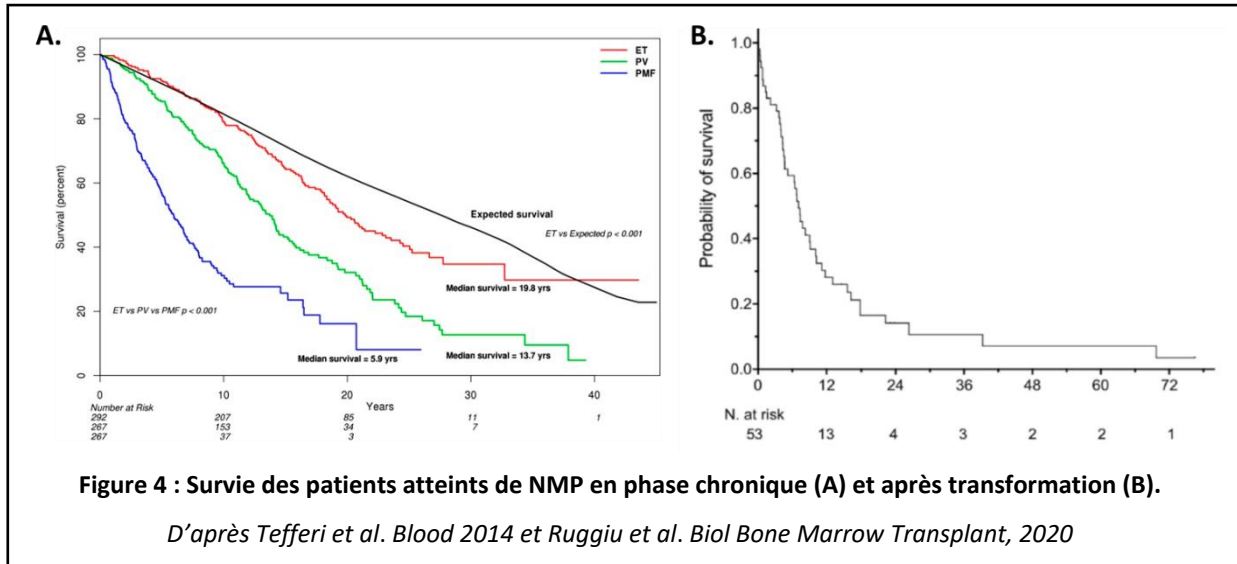 A.
ET
PV
PMF
Survival (percent)
100
80
60
40
20
0
Expected survival
ET vs Expected p < 0.001
Median survival = 19.8 yrs
ET vs PV vs PMF p < 0.001
Median survival = 5.9 yrs
Median survival = 13.7 yrs
0 10 20 30 40
Number at Risk
Years
292 207 85 11 1
267 153 34 7
267 37 3
B.
Probability of survival
1.0
0.8
0.6
0.4
0.2
0.0
0 12 24 36 48 60 72
N. at risk
53 13 4 3 2 2 1
Figure 4 : Survie des patients atteints de NMP en phase chronique (A) et après transformation (B).
D’après Tefferi et al. Blood 2014 et Ruggiu et al. Biol Bone Marrow Transplant, 2020